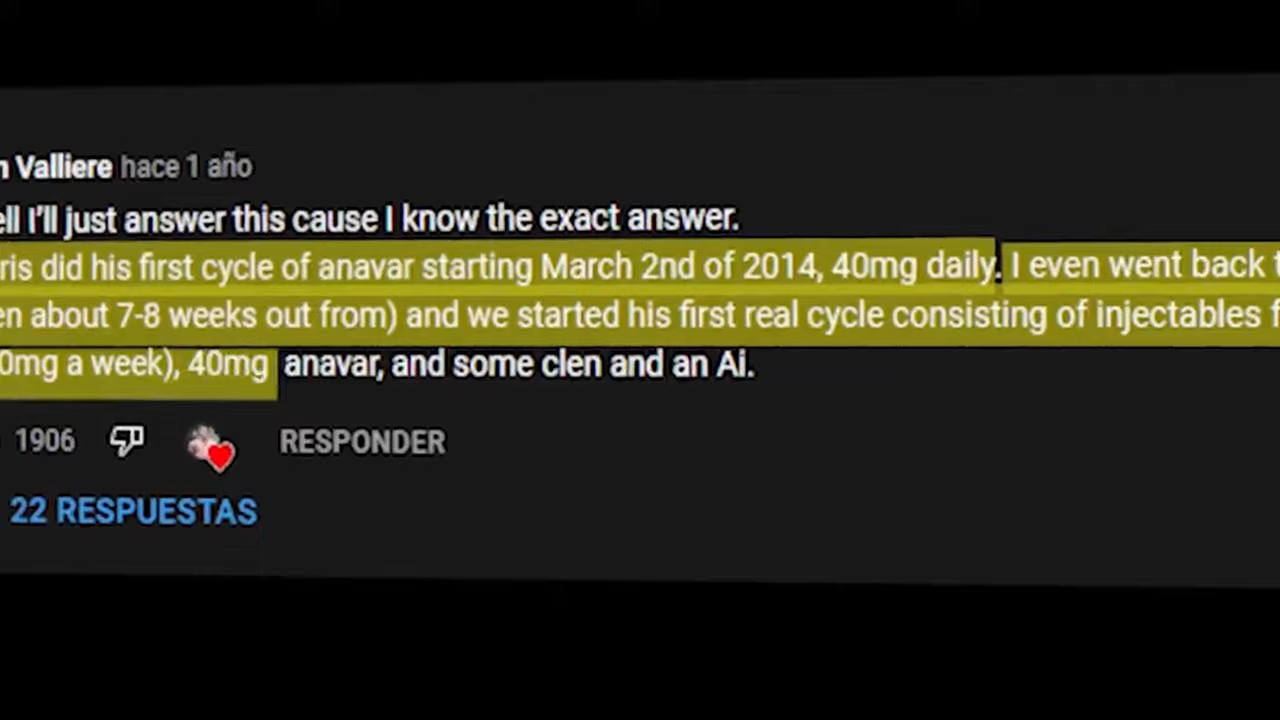 n Valliere hace 1 año
ell I'll just answer this cause I know the exact answer.
ris did his first cycle of anavar starting March 2nd of 2014, 40mg daily. I even went back t
en about 7-8 weeks out from) and we started his first real cycle consisting of injectables f
0mg a week), 40mg anavar, and some clen and an Ai.
1906 RESPONDER
22 RESPUESTAS